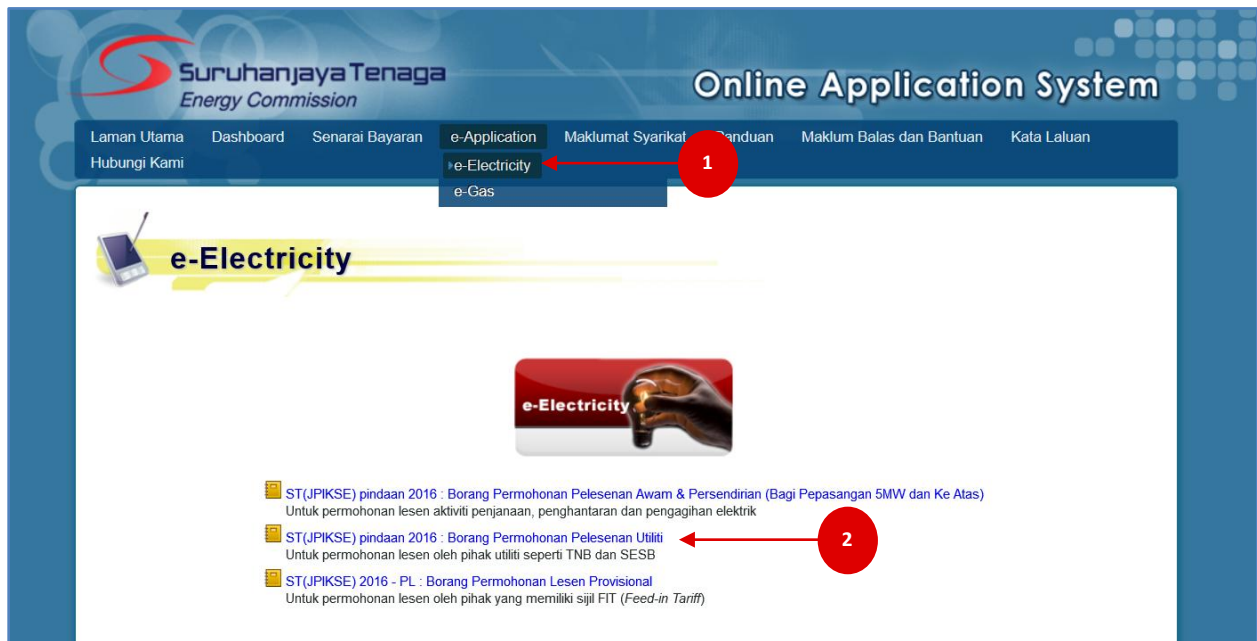 Suruhanjaya Tenaga
Energy Commission
Online Application System
Laman Utama Dashboard Senarai Bayaran e-Application Maklumat Syarikat Panduan Maklum Balas dan Bantuan Kata Laluan
Hubungi Kami
e-Electricity
1
e-Gas
e-Electricity
e-Electricity
ST(JPIKSE) pindaan 2016 : Borang Permohonan Pelesenan Awam & Persendirian (Bagi Pepasangan 5MW dan Ke Atas)
Untuk permohonan lesen aktiviti penjanaan, penghantaran dan pengagihan elektrik
ST(JPIKSE) pindaan 2016 : Borang Permohonan Pelesenan Utiliti
2
Untuk permohonan lesen oleh pihak utiliti seperti TNB dan SESB
ST(JPIKSE) 2016 - PL : Borang Permohonan Lesen Provisional
Untuk permohonan lesen oleh pihak yang memiliki sijil FIT (Feed-in Tariff)